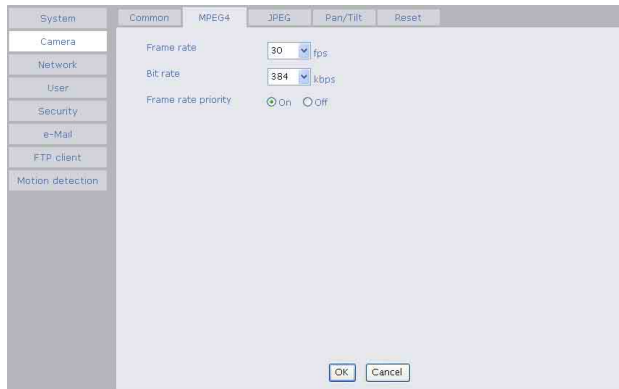 System
Camera
Network
User
Security
e-Mail
FTP client
Motion detection
Common MPEG4 JPEG Pan/Tilt Reset
Frame rate 30 fps
Bit rate 384 kbps
Frame rate priority On Off
OK Cancel